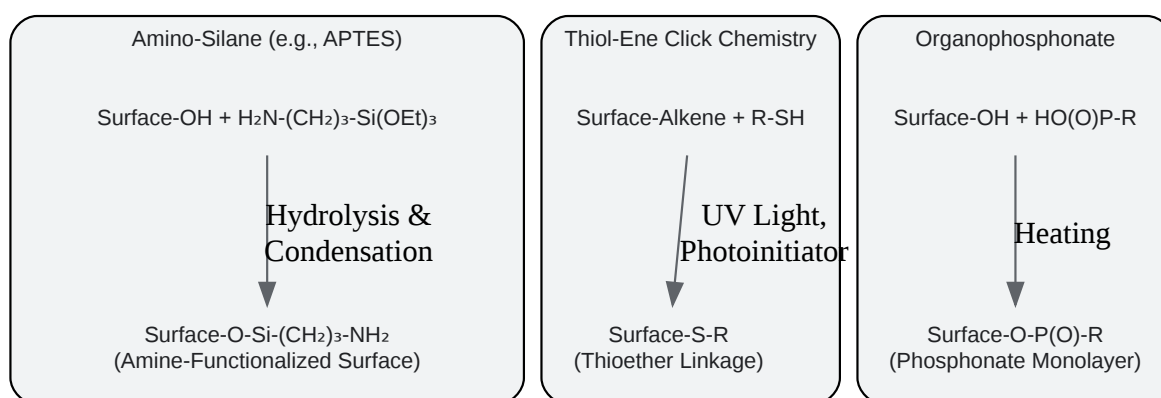 Amino-Silane (e.g., APTES)
Surface-OH + H₂N-(CH₂)₃-Si(OEt)₃
Hydrolysis &
Condensation
Surface-O-Si-(CH₂)₃-NH₂
(Amine-Functionalized Surface)
Thiol-Ene Click Chemistry
Surface-Alkene + R-SH
UV Light,
Photoinitiator
Surface-S-R
(Thioether Linkage)
Organophosphonate
Surface-OH + HO(O)P-R
Heating
Surface-O-P(O)-R
(Phosphonate Monolayer)